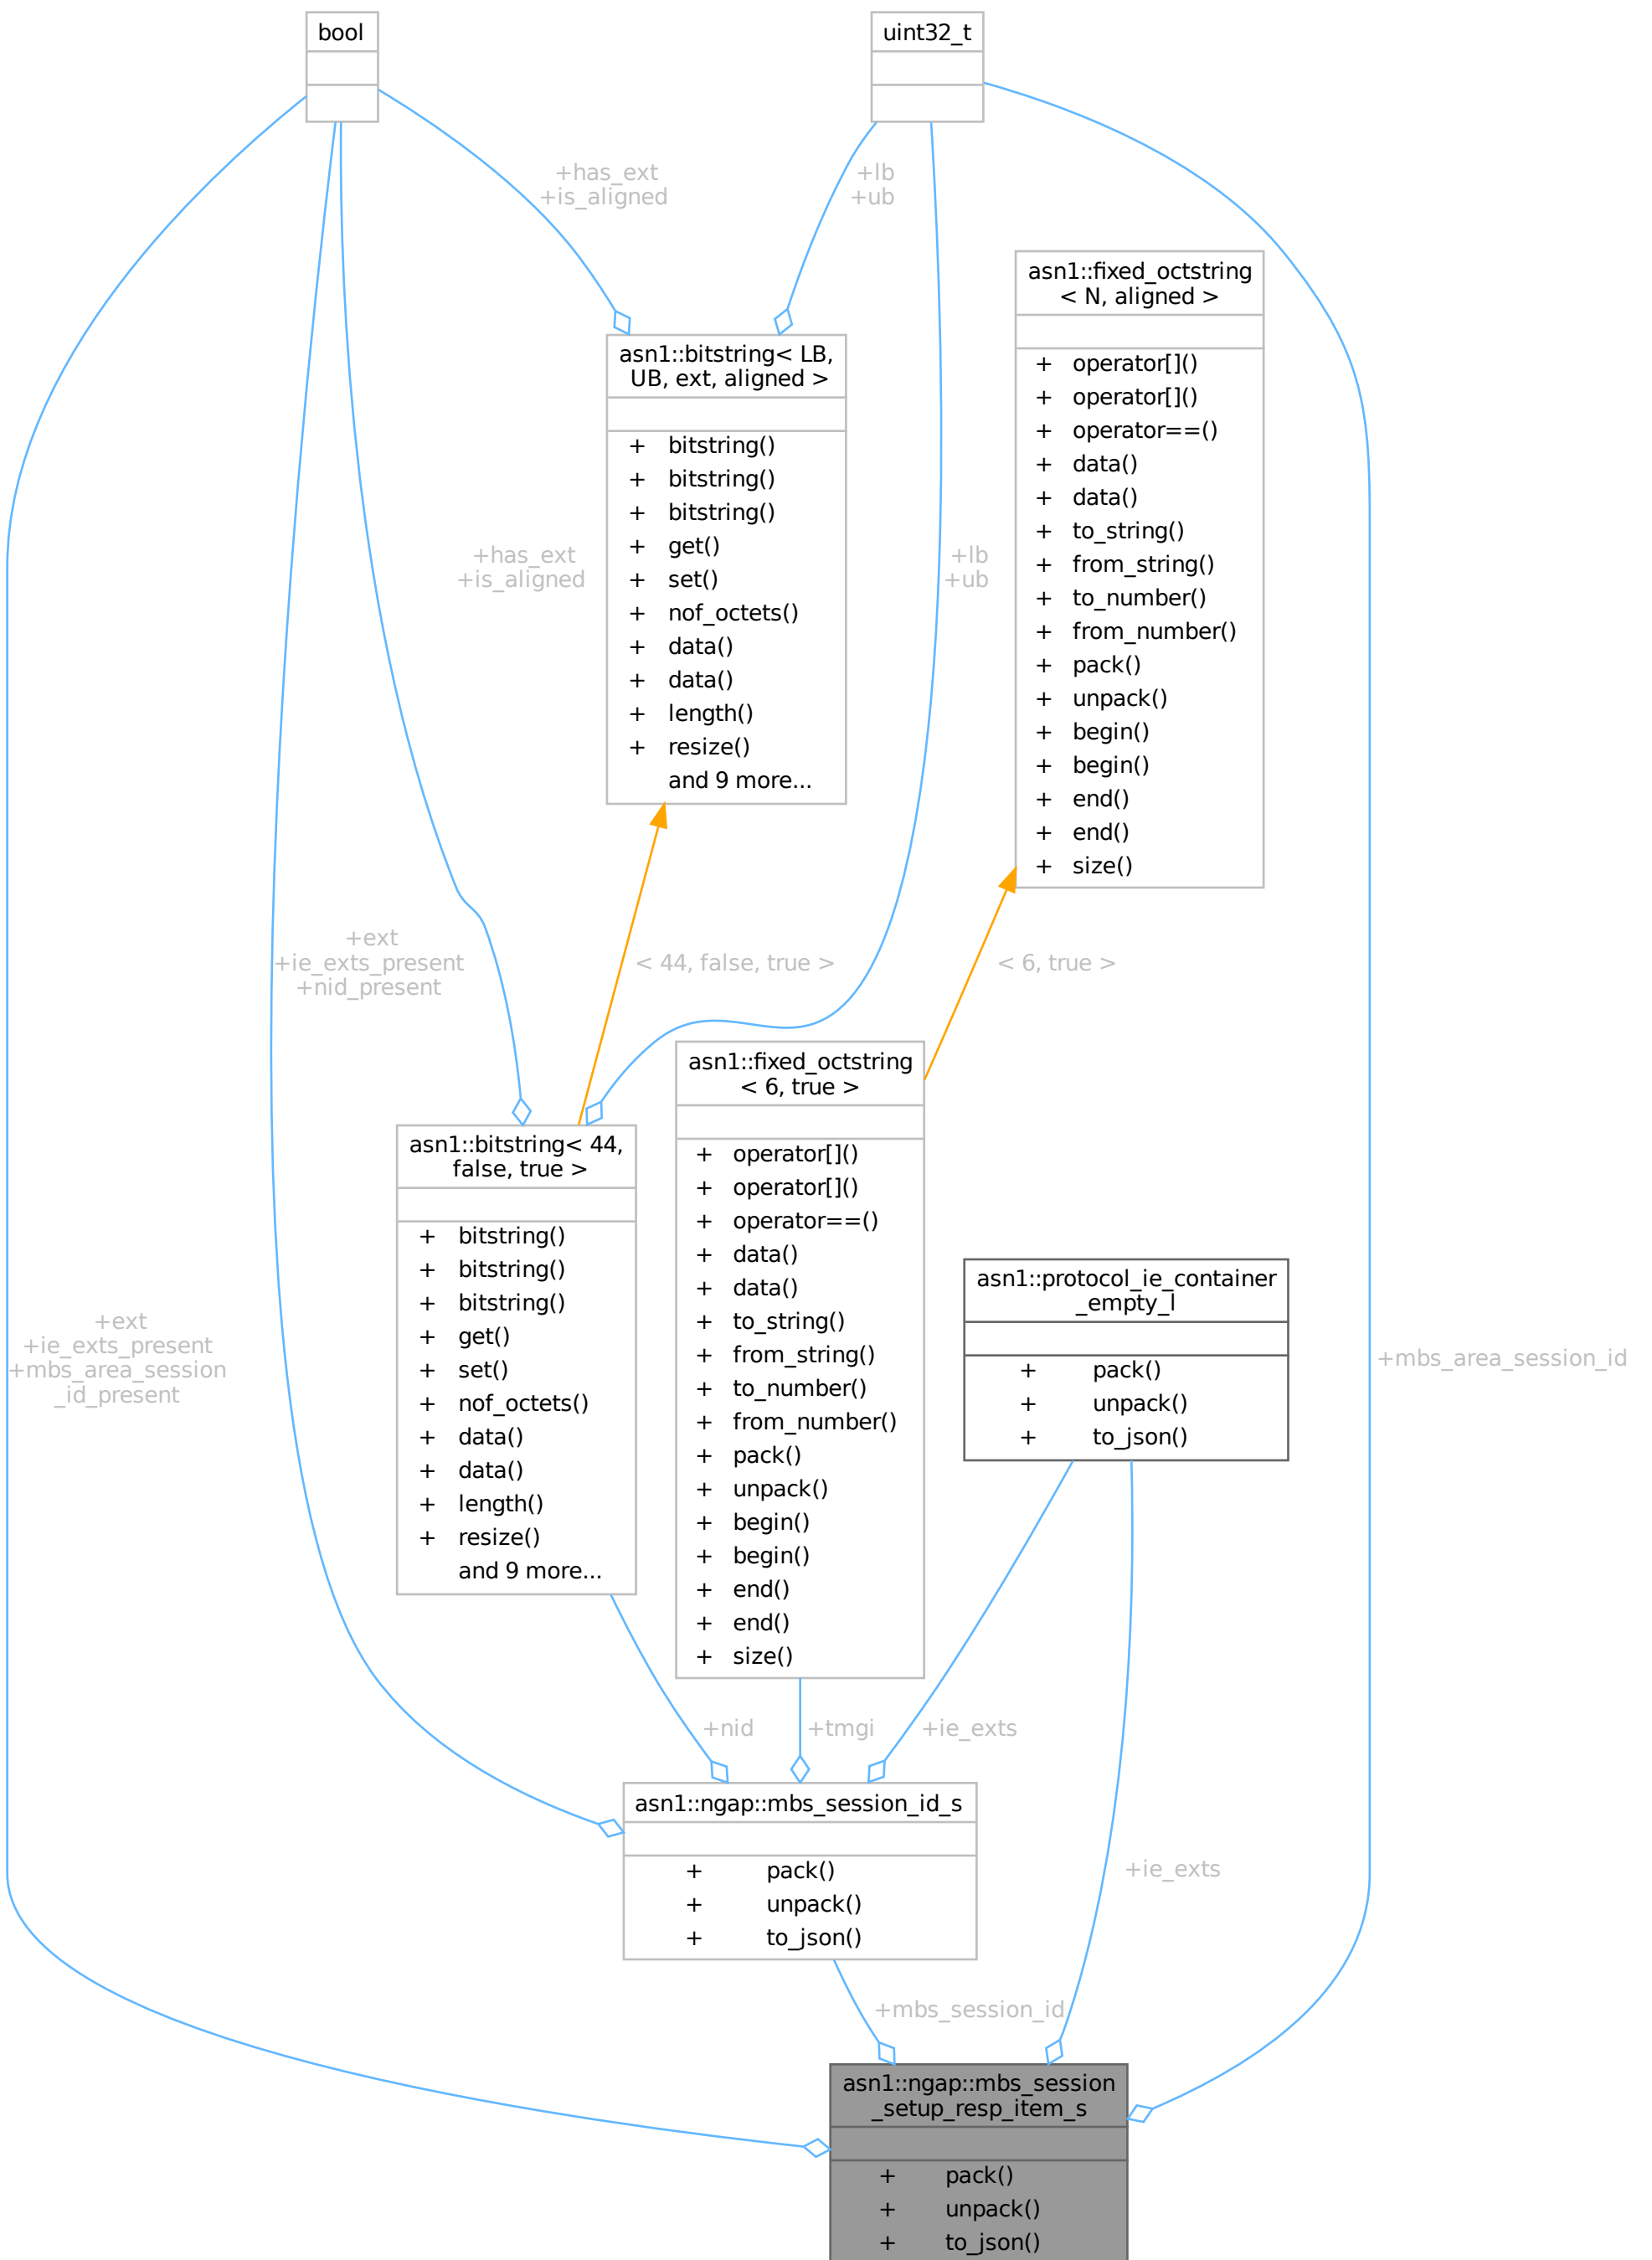 bool
uint32_t
+has_ext
+is_aligned
+lb
+ub
asn1::fixed_octstring
< N, aligned >
+ operator[]()
+ operator[]()
+ operator==()
+ data()
+ data()
+ to_string()
+ from_string()
+ to_number()
+ from_number()
+ pack()
+ unpack()
+ begin()
+ begin()
+ end()
+ end()
+ size()
asn1::bitstring< LB,
UB, ext, aligned >
+ bitstring()
+ bitstring()
+ bitstring()
+ get()
+ set()
+ nof_octets()
+ data()
+ data()
+ length()
+ resize()
and 9 more...
+has_ext
+is_aligned
+lb
+ub
+ext
+ie_exts_present
+nid_present
< 44, false, true >
< 6, true >
asn1::fixed_octstring
< 6, true >
+ operator[]()
+ operator[]()
+ operator==()
+ data()
+ data()
+ to_string()
+ from_string()
+ to_number()
+ from_number()
+ pack()
+ unpack()
+ begin()
+ begin()
+ end()
+ end()
+ size()
asn1::bitstring< 44,
false, true >
+ bitstring()
+ bitstring()
+ bitstring()
+ get()
+ set()
+ nof_octets()
+ data()
+ data()
+ length()
+ resize()
and 9 more...
asn1::protocol_ie_container
_empty_l
+ pack()
+ unpack()
+ to_json()
+ext
+ie_exts_present
+mbs_area_session
_id_present
+mbs_area_session_id
+nid
+tmgi
+ie_exts
asn1::ngap::mbs_session_id_s
+ pack()
+ unpack()
+ to_json()
+ie_exts
+mbs_session_id
asn1::ngap::mbs_session
_setup_resp_item_s
+ pack()
+ unpack()
+ to_json()